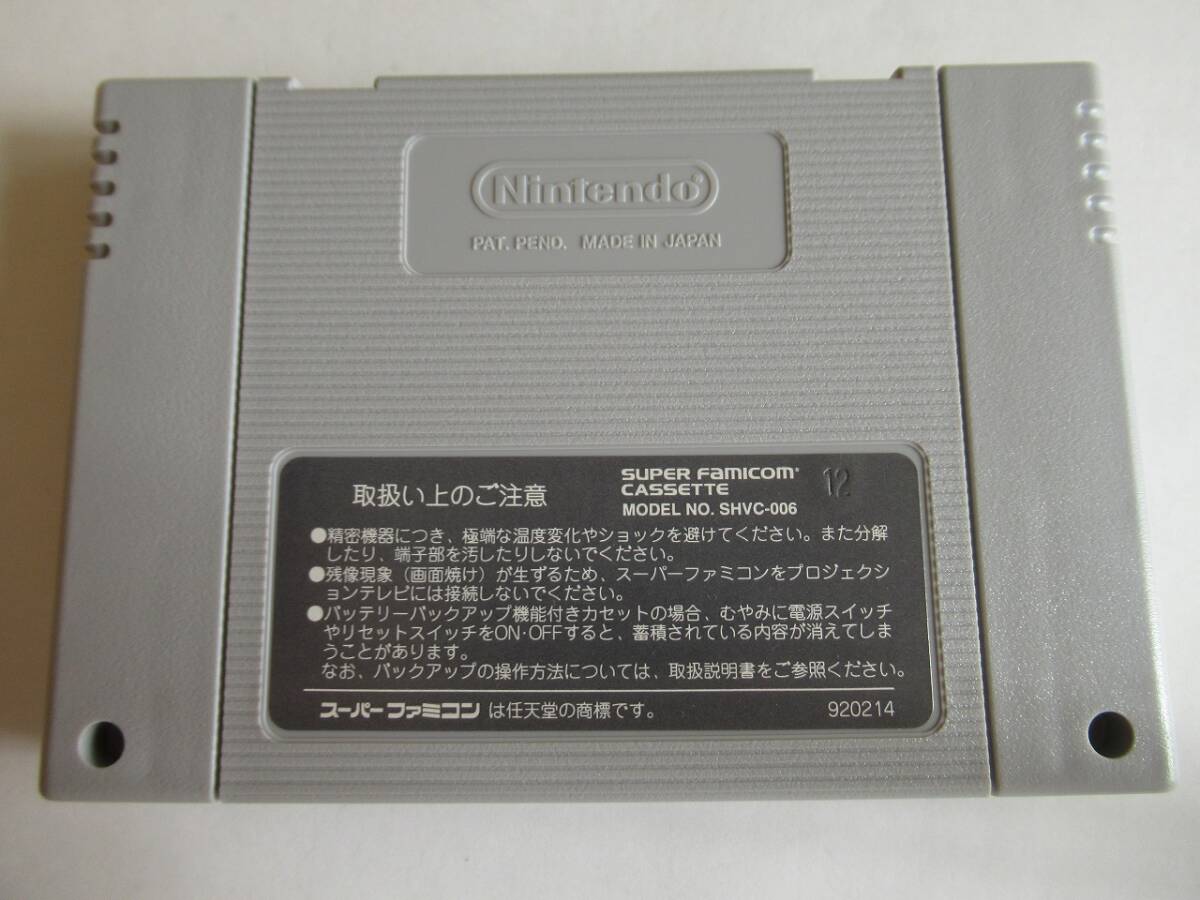 Nintendo®
PAT. PEND. MADE IN JAPAN
取扱い上のご注意
SUPER FAMICOM®
CASSETTE
MODEL NO. SHVC-006
12
●精密機器につき、極端な温度変化やショックを避けてください。また分解
したり、端子部を汚したりしないでください。
●残像現象(画面焼け)が生ずるため、スーパーファミコンをプロジェクシ
ョンテレビには接続しないでください。
●バッテリーバックアップ機能付きカセットの場合、むやみに電源スイッチ
やリセットスイッチをON·OFFすると、蓄積されている内容が消えてしま
うことがあります。
なお、バックアップの操作方法については、取扱説明書をご参照ください。
スーパーファミコンは任天堂の商標です。 920214